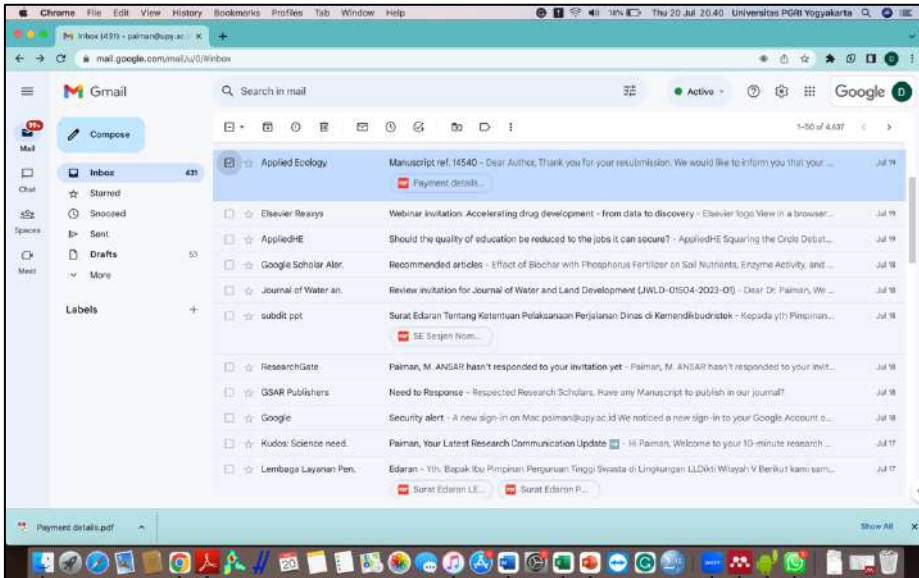 Chrome File Edit View History Bookmarks Profiles Tab Window Help 18% Thu 20 Jul 20.40 Universitas PGRI Yogyakarta
Inbox (431) - paiman@upy.ac.i
mail.google.com/mail/u/0/#inbox
Gmail Search in mail Active Google D
99+
Mail
Chat
Spaces
Meet
Compose
Inbox 431
Starred
Snoozed
Sent
Drafts 53
More
Labels +
1–50 of 4,637
Applied Ecology Manuscript ref. 14540 - Dear Author, Thank you for your resubmission. We would like to inform you that your ... Jul 19
Payment details...
Elsevier Reaxys Webinar invitation: Accelerating drug development - from data to discovery - Elsevier logo View in a browser... Jul 19
AppliedHE Should the quality of education be reduced to the jobs it can secure? - AppliedHE Squaring the Circle Debat... Jul 19
Google Scholar Aler. Recommended articles - Effect of Biochar with Phosphorus Fertilizer on Soil Nutrients, Enzyme Activity, and ... Jul 18
Journal of Water an. Review invitation for Journal of Water and Land Development (JWLD-01504-2023-01) - Dear Dr. Paiman, We ... Jul 18
subdit ppt Surat Edaran Tentang Ketentuan Pelaksanaan Perjalanan Dinas di Kemendikbudristek - Kepada yth Pimpinan... Jul 18
SE Sesjen Nom...
ResearchGate Paiman, M. ANSAR hasn't responded to your invitation yet - Paiman, M. ANSAR hasn't responded to your invit... Jul 18
GSAR Publishers Need to Response - Respected Research Scholars, Have any Manuscript to publish in our journal? Jul 18
Google Security alert - A new sign-in on Mac paiman@upy.ac.id We noticed a new sign-in to your Google Account o... Jul 18
Kudos: Science need. Paiman, Your Latest Research Communication Update ➡ - Hi Paiman, Welcome to your 10-minute research ... Jul 17
Lembaga Layanan Pen. Edaran - Yth. Bapak Ibu Pimpinan Perguruan Tinggi Swasta di Lingkungan LLDikti Wilayah V Berikut kami sam... Jul 17
Surat Edaran LE... Surat Edaran P...
Payment details.pdf Show All